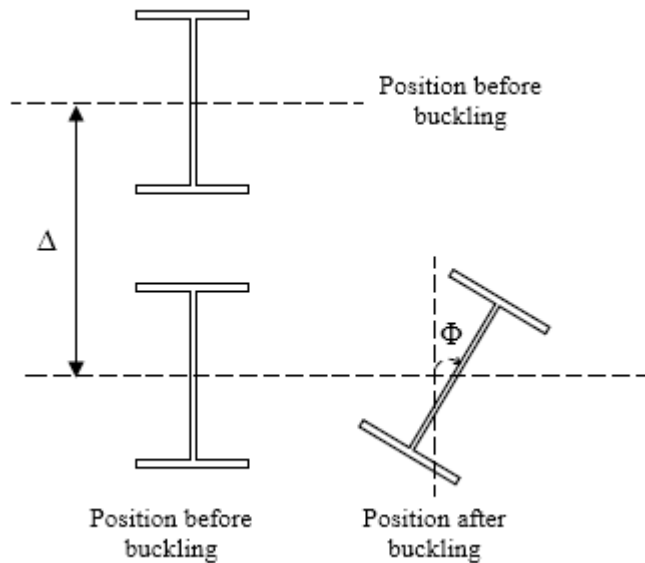 Position before
buckling
Δ
Φ
Position before
buckling
Position after
buckling